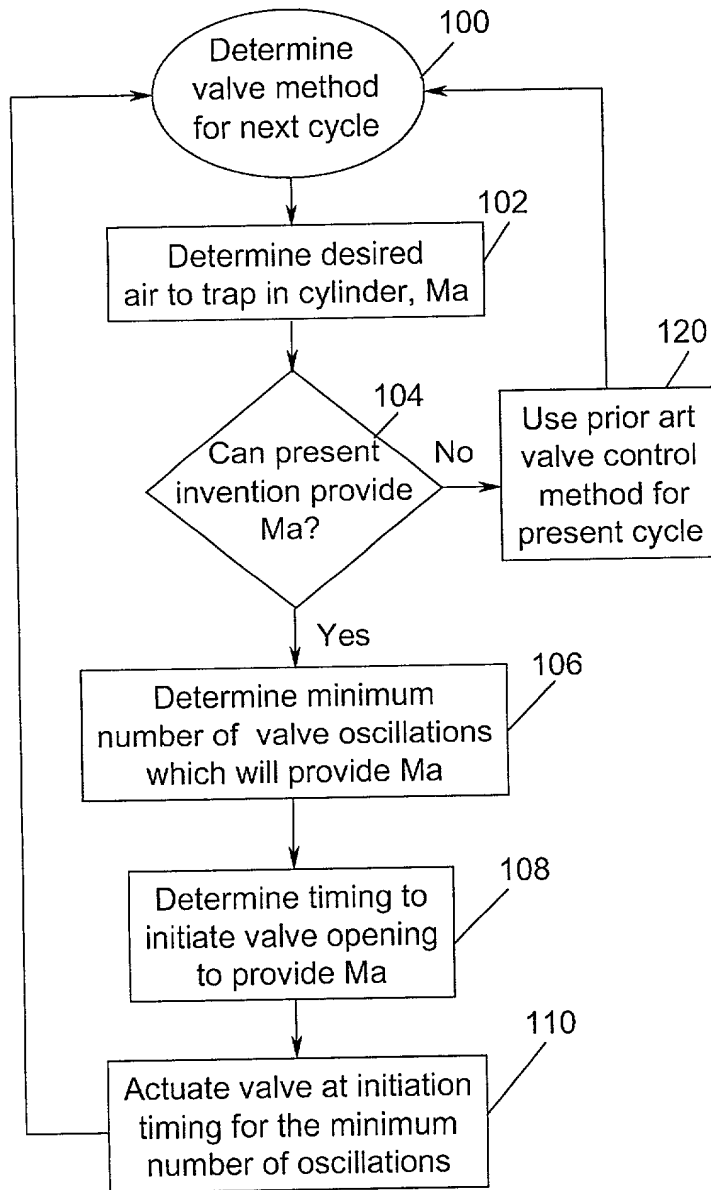 100
Determine
valve method
for next cycle
102
Determine desired
air to trap in cylinder, Ma
104
Can present
invention provide
Ma?
No
120
Use prior art
valve control
method for
present cycle
Yes
106
Determine minimum
number of valve oscillations
which will provide Ma
108
Determine timing to
initiate valve opening
to provide Ma
110
Actuate valve at initiation
timing for the minimum
number of oscillations